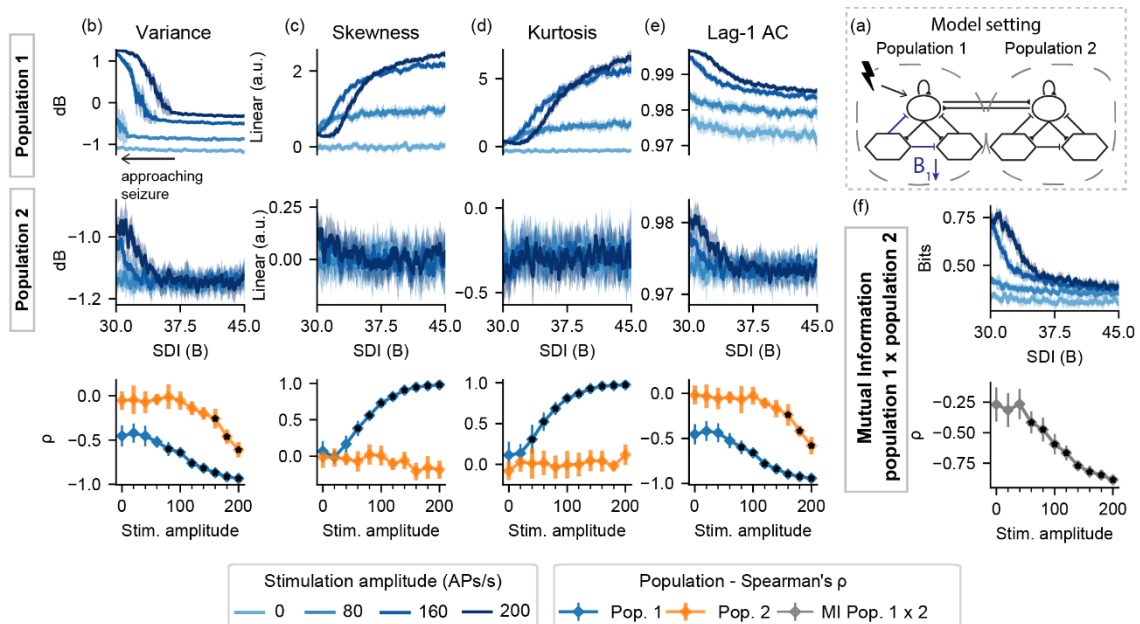 (b) Variance
(c) Skewness
(d) Kurtosis
(e) Lag-1 AC
(a) Model setting
Population 1 Population 2
B1
Population 1
dB
1
0
−1
approaching
seizure
Linear (a.u.)
2
0
5
0
0.99
0.98
0.97
Population 2
dB
−1.0
−1.2
30.0 37.5 45.0
SDI (B)
Linear (a.u.)
0.25
0.00
30.0 37.5 45.0
SDI (B)
0.0
−0.5
30.0 37.5 45.0
SDI (B)
0.98
0.97
30.0 37.5 45.0
SDI (B)
(f)
Mutual Information
population 1 x population 2
Bits
0.75
0.50
30.0 37.5 45.0
SDI (B)
ρ
0.0
−0.5
−1.0
0 100 200
Stim. amplitude
1.0
0.5
0.0
0 100 200
Stim. amplitude
1.0
0.5
0.0
0 100 200
Stim. amplitude
0.0
−0.5
−1.0
0 100 200
Stim. amplitude
ρ
−0.25
−0.50
−0.75
0 100 200
Stim. amplitude
Stimulation amplitude (APs/s)
0 80 160 200
Population - Spearman's ρ
Pop. 1 Pop. 2 MI Pop. 1 x 2